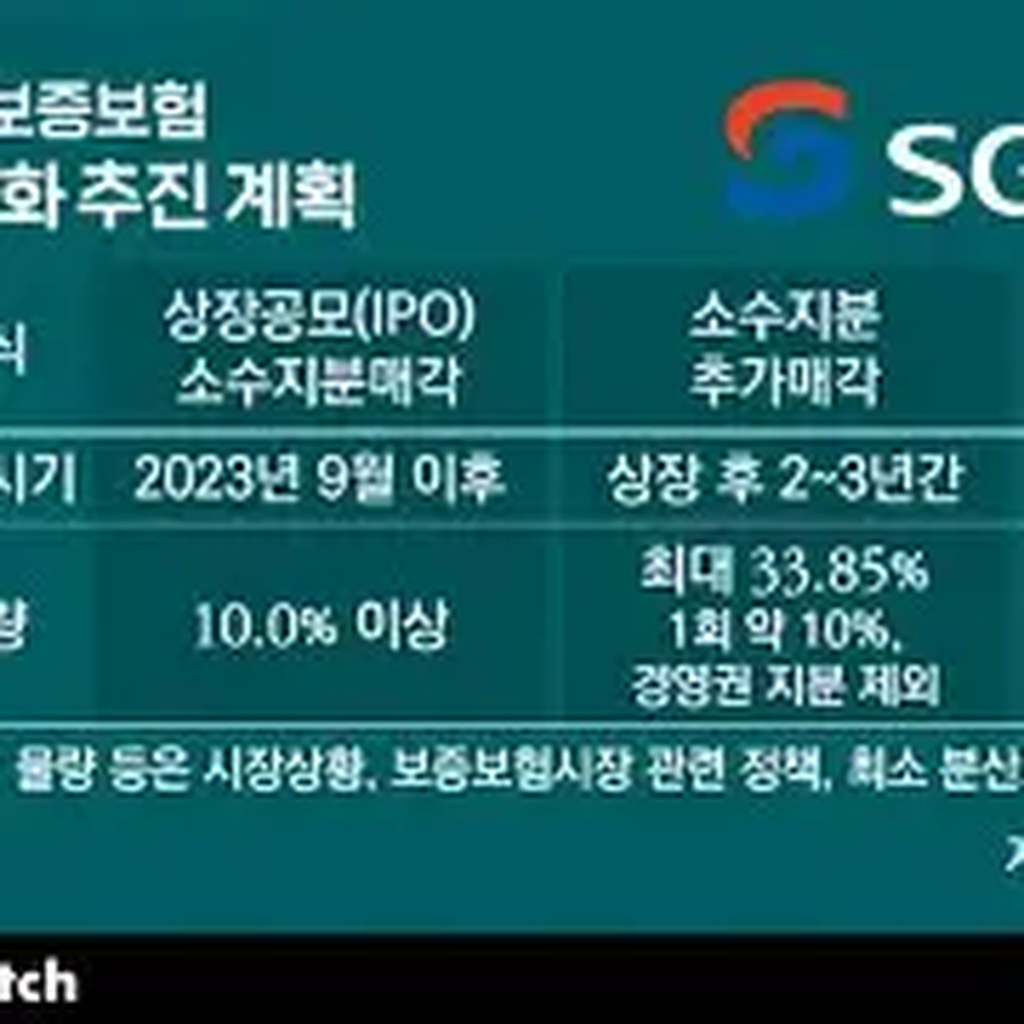 보증보험
화 추진 계획
SG
식
상장공모(IPO)
소수지분매각
소수지분
추가매각
시기
2023년 9월 이후
상장 후 2~3년간
량
10.0% 이상
최대 33.85%
1회 약 10%,
경영권 지분 제외
물량 등은 시장상황, 보증보험시장 관련 정책, 최소 분산
tch